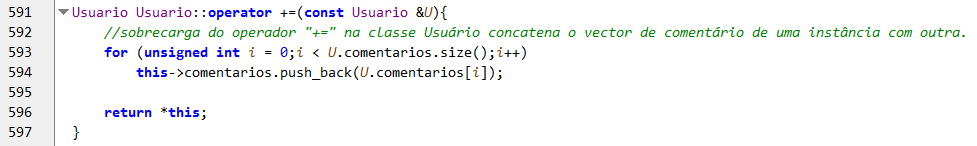 591 Usuario Usuario::operator +=(const Usuario &U){
592 //sobrecarga do operador "+=" na classe Usuário concatena o vector de comentário de uma instância com outra.
593 for (unsigned int i = 0;i < U.comentarios.size();i++)
594 this->comentarios.push_back(U.comentarios[i]);
595
596 return *this;
597 }